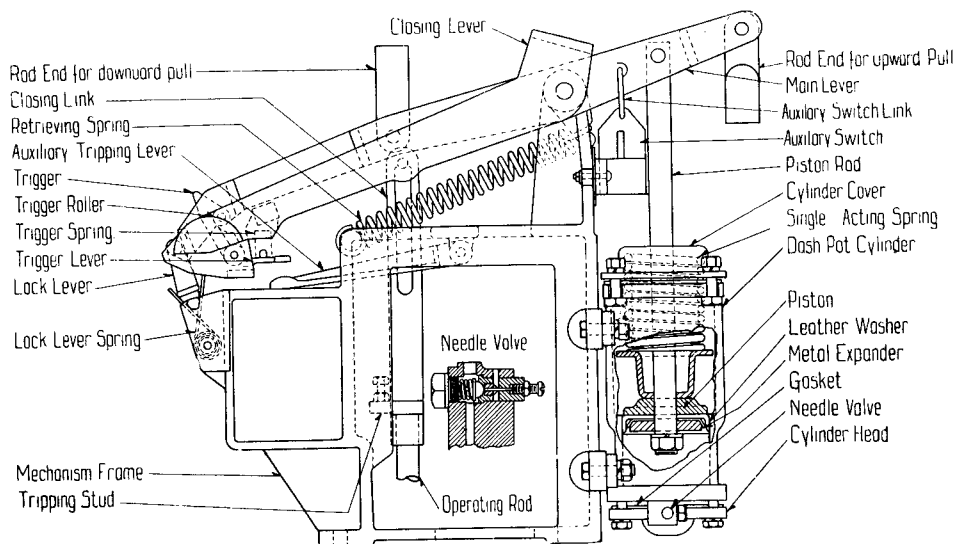 Closing Lever
Rod End for downward pull
Closing Link
Retrieving Spring
Auxiliary Tripping Lever
Trigger
Trigger Roller
Trigger Spring
Trigger Lever
Lock Lever
Lock Lever Spring
Mechanism Frame
Tripping Stud
Needle Valve
Operating Rod
Rod End for upward Pull
Main Lever
Auxilary Switch Link
Auxilary Switch
Piston Rod
Cylinder Cover
Single Acting Spring
Dash Pot Cylinder
Piston
Leather Washer
Metal Expander
Gasket
Needle Valve
Cylinder Head